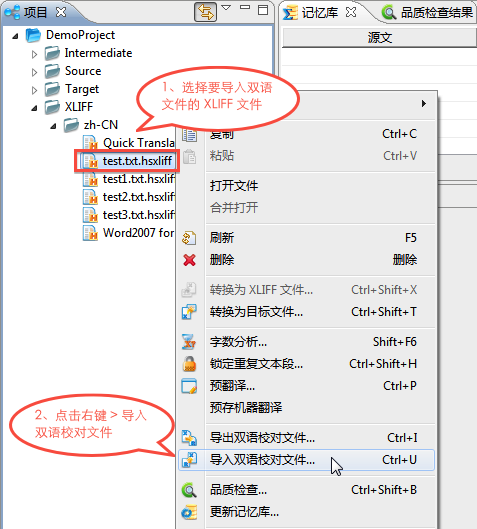 项目
记忆库
品质检查结果
DemoProject
源文
Intermediate
Source
Target
XLIFF
zh-CN
1、选择要导入双语
文件的 XLIFF 文件
Quick Transla
test.txt.hsxliff
test1.txt.hsxliff
test2.txt.hsxliff
test3.txt.hsxliff
Word2007 for
复制 Ctrl+C
粘贴 Ctrl+V
打开文件
合并打开
刷新 F5
删除 删除
转换为 XLIFF 文件... Ctrl+Shift+X
转换为目标文件... Ctrl+Shift+T
字数分析... Shift+F6
锁定重复文本段... Ctrl+Shift+H
预翻译... Ctrl+P
预存机器翻译
导出双语校对文件... Ctrl+I
导入双语校对文件... Ctrl+U
品质检查... Ctrl+Shift+B
更新记忆库...
2、点击右键 > 导入
双语校对文件